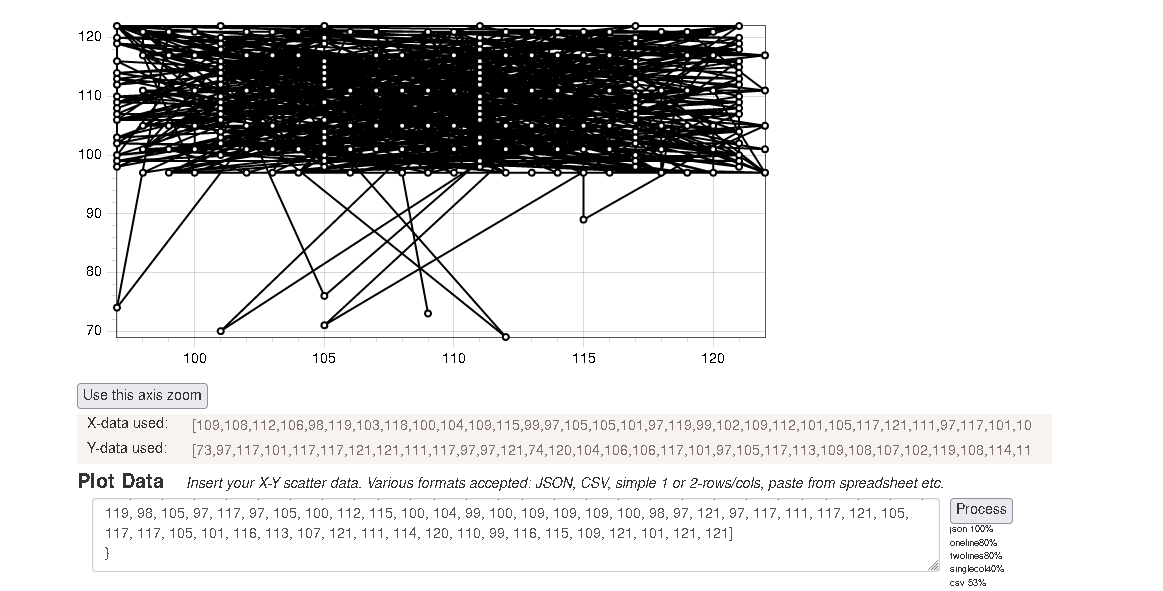 120
110
100
90
80
70
100 105 110 115 120
Use this axis zoom
X-data used: [109,108,112,106,98,119,103,118,100,104,109,115,99,97,105,105,101,97,119,99,102,109,112,101,105,117,121,111,97,117,101,10
Y-data used: [73,97,117,101,117,117,121,121,111,117,97,97,121,74,120,104,106,106,117,101,97,105,117,113,109,108,107,102,119,108,114,11
Plot Data Insert your X-Y scatter data. Various formats accepted: JSON, CSV, simple 1 or 2-rows/cols, paste from spreadsheet etc.
119, 98, 105, 97, 117, 97, 105, 100, 112, 115, 100, 104, 99, 100, 109, 109, 109, 100, 98, 97, 121, 97, 117, 111, 117, 121, 105,
117, 117, 105, 101, 116, 113, 107, 121, 111, 114, 120, 110, 99, 116, 115, 109, 121, 101, 121, 121]
}
Process
json 100%
oneline80%
twolines80%
singlecol40%
csv 53%